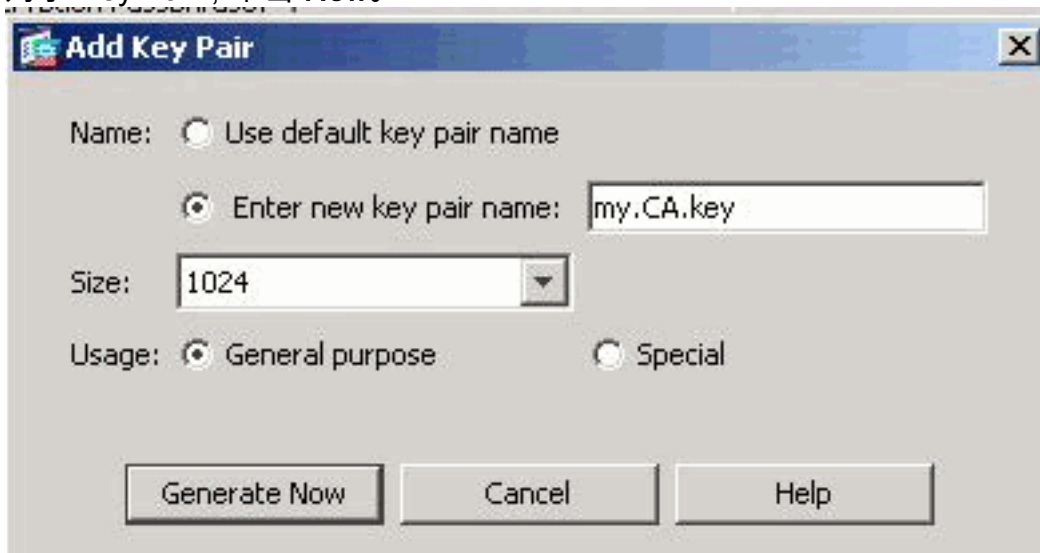 Add Key Pair
Name: Use default key pair name
Enter new key pair name: my.CA.key
Size: 1024
Usage: General purpose Special
Generate Now Cancel Help